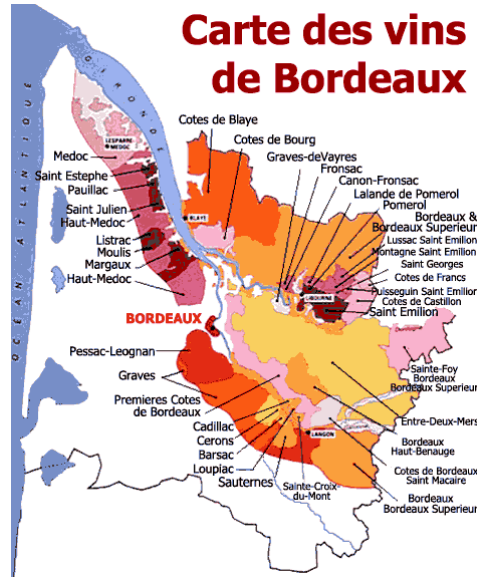 Carte des vins
de Bordeaux
OCÉAN ATLANTIQUE
GIRONDE
LESPARRE-
MEDOC
Medoc
Saint Estephe
Pauillac
Saint Julien
Haut-Medoc
Listrac
Moulis
Margaux
Haut-Medoc
BORDEAUX
Pessac-Leognan
Graves
Premieres Cotes
de Bordeaux
Cadillac
Cerons
Barsac
Loupiac
Sauternes
Sainte-Croix-
du-Mont
Cotes de Blaye
Cotes de Bourg
BLAYE
Graves-deVayres
Fronsac
Canon-Fronsac
Lalande de Pomerol
Pomerol
Bordeaux &
Bordeaux Superieur
Lussac Saint Emilion
Montagne Saint Emilion
Saint Georges
Cotes de Francs
Puisseguin Saint Emilion
Cotes de Castillon
LIBOURNE
Saint Emilion
Sainte-Foy
Bordeaux
Bordeaux Superieur
Entre-Deux-Mers
Bordeaux
Haut-Benauge
LANGON
Cotes de Bordeaux
Saint Macaire
Bordeaux
Bordeaux Superieur